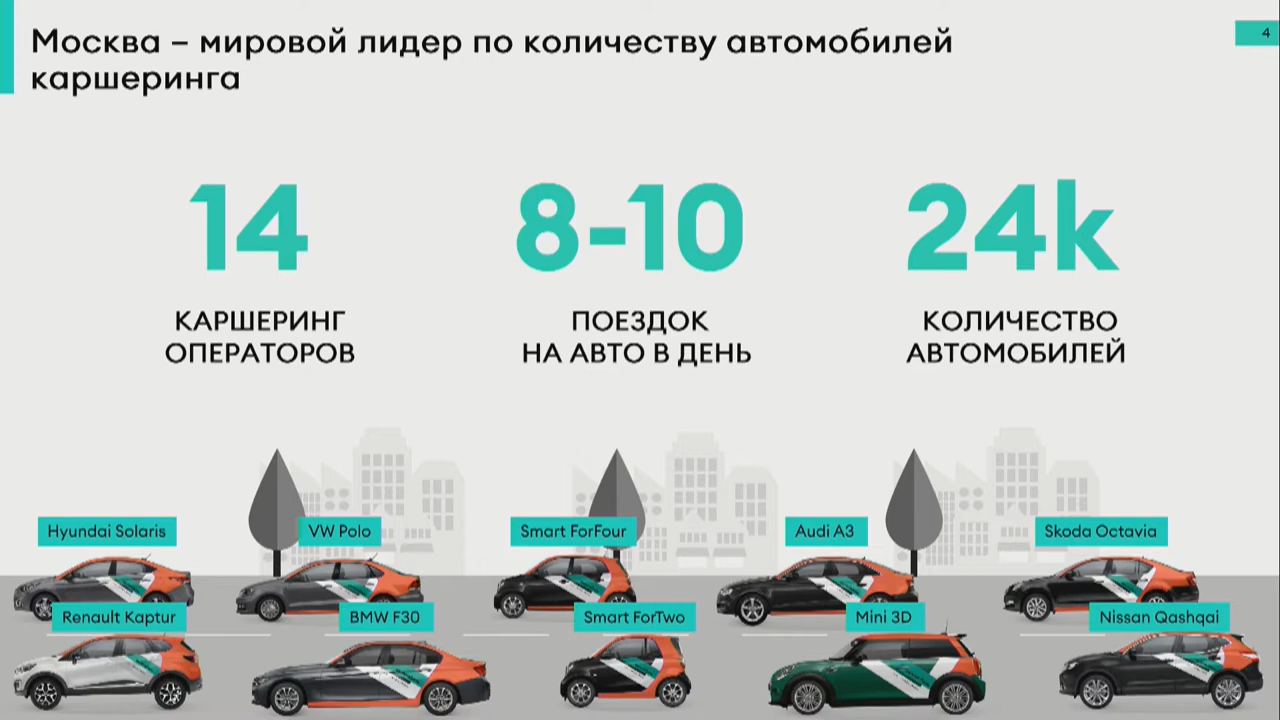 Москва – мировой лидер по количеству автомобилей
каршеринга
4
14
КАРШЕРИНГ
ОПЕРАТОРОВ
8-10
ПОЕЗДОК
НА АВТО В ДЕНЬ
24k
КОЛИЧЕСТВО
АВТОМОБИЛЕЙ
Hyundai Solaris
VW Polo
Smart ForFour
Audi A3
Skoda Octavia
Renault Kaptur
BMW F30
Smart ForTwo
Mini 3D
Nissan Qashqai